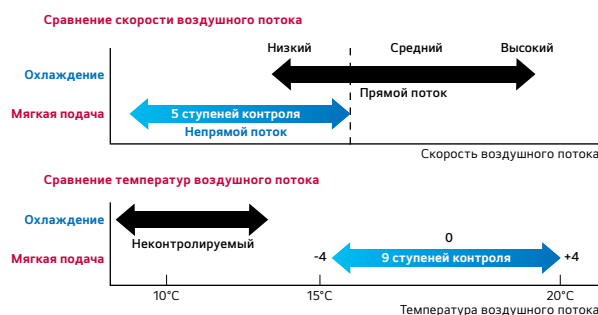 Сравнение скорости воздушного потока
Низкий Средний Высокий
Охлаждение
Прямой поток
Мягкая подача 5 ступеней контроля
Непрямой поток
Скорость воздушного потока
Сравнение температур воздушного потока
Охлаждение
Неконтролируемый 0
Мягкая подача -4 9 ступеней контроля +4
10°C 15°C 20°C
Температура воздушного потока